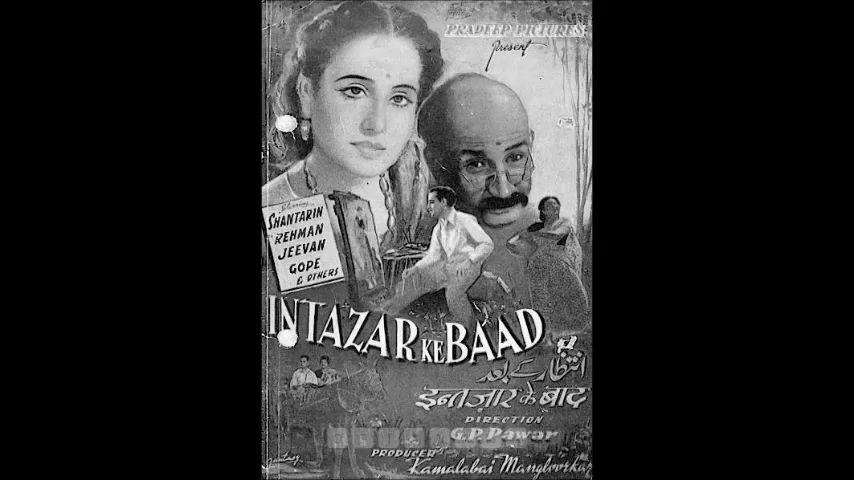 PRADEEP PICTURES
Present
Starring
SHANTARIN
REHMAN
JEEVAN
GOPE
& OTHERS
INTAZAR KE BAAD
انتظار کے بعد
इन्तज़ार के बाद
DIRECTION
G.P. Pawar
PRODUCER
Kamalabai Mangloorkar